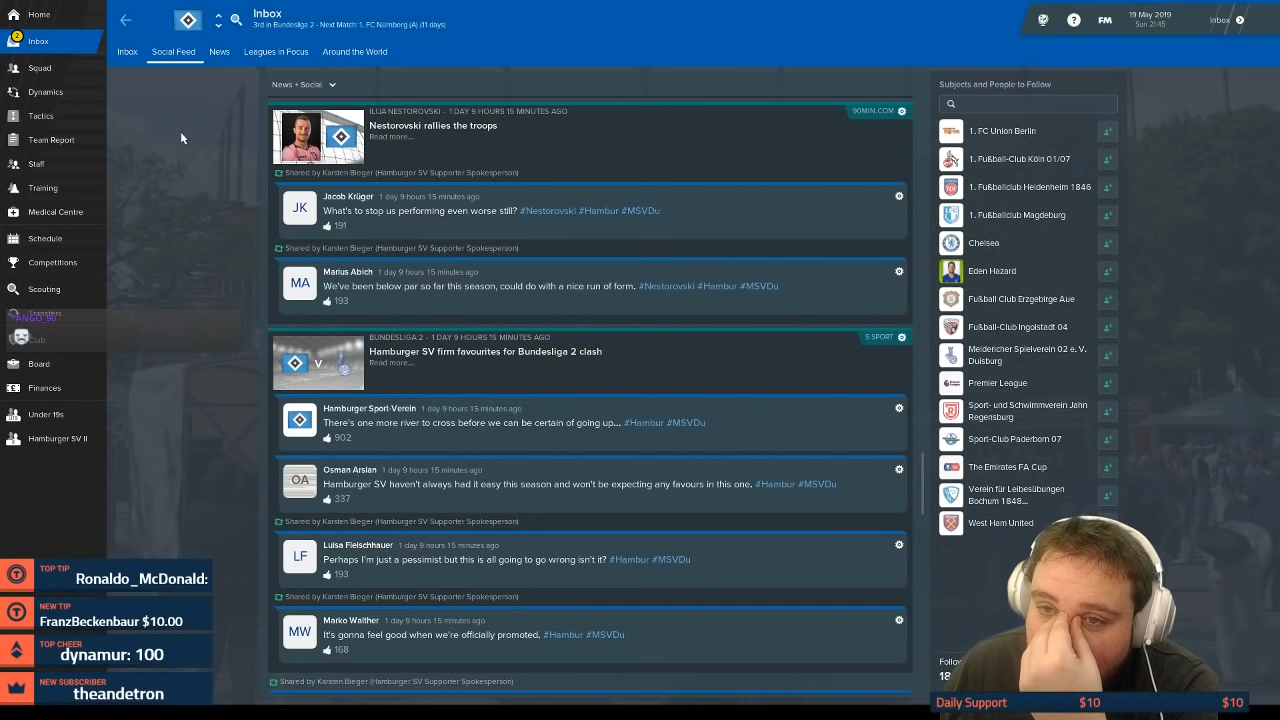 Home
Inbox
2
Squad
Dynamics
Tactics
Team Report
Staff
Training
Medical Centre
Schedule
Competitions
Scouting
Transfers
TANGO_90
Club
Board
Finances
Under 19s
Hamburger SV II
Inbox
3rd in Bundesliga 2 - Next Match: 1. FC Nürnberg (A) (11 days)
FM
19 May 2019
Sun 21:45
Inbox
Inbox
Social Feed
News
Leagues in Focus
Around the World
News + Social
ILIJA NESTOROVSKI - 1 DAY 9 HOURS 15 MINUTES AGO
90MIN.COM
Nestorovski rallies the troops
Read more...
Shared by Karsten Bieger (Hamburger SV Supporter Spokesperson)
JK
Jacob Krüger 1 day 9 hours 15 minutes ago
What's to stop us performing even worse still? #Nestorovski #Hambur #MSVDu
191
Shared by Karsten Bieger (Hamburger SV Supporter Spokesperson)
MA
Marius Abich 1 day 9 hours 15 minutes ago
We've been below par so far this season, could do with a nice run of form. #Nestorovski #Hambur #MSVDu
193
BUNDESLIGA 2 - 1 DAY 9 HOURS 15 MINUTES AGO
S SPORT
V
Hamburger SV firm favourites for Bundesliga 2 clash
Read more...
Hamburger Sport-Verein 1 day 9 hours 15 minutes ago
There's one more river to cross before we can be certain of going up... #Hambur #MSVDu
902
OA
Osman Arslan 1 day 9 hours 15 minutes ago
Hamburger SV haven't always had it easy this season and won't be expecting any favours in this one. #Hambur #MSVDu
337
Shared by Karsten Bieger (Hamburger SV Supporter Spokesperson)
LF
Luisa Fleischhauer 1 day 9 hours 15 minutes ago
Perhaps I'm just a pessimist but this is all going to go wrong isn't it? #Hambur #MSVDu
193
Shared by Karsten Bieger (Hamburger SV Supporter Spokesperson)
MW
Marko Walther 1 day 9 hours 15 minutes ago
It's gonna feel good when we're officially promoted. #Hambur #MSVDu
168
Shared by Karsten Bieger (Hamburger SV Supporter Spokesperson)
Subjects and People to Follow
1. FC Union Berlin
1. Fußball-Club Köln 01/07
1. Fußballclub Heidenheim 1846
1. Fußballclub Magdeburg
Chelsea
Eden Hazard
Fußball Club Erzgebirge Aue
Fußball-Club Ingolstadt 04
Meidericher Spielverein 02 e. V.
Duisburg
Premier League
Sport- und Schwimmverein Jahn
Regensburg
Sport-Club Paderborn 07
The Emirates FA Cup
Verein für Leibesübungen
Bochum 1848...
West Ham United
Follow
18
TOP TIP
Ronaldo_McDonald:
NEW TIP
FranzBeckenbaur $10.00
TOP CHEER
dynamur: 100
NEW SUBSCRIBER
theandetron
Daily Support
$10
$10